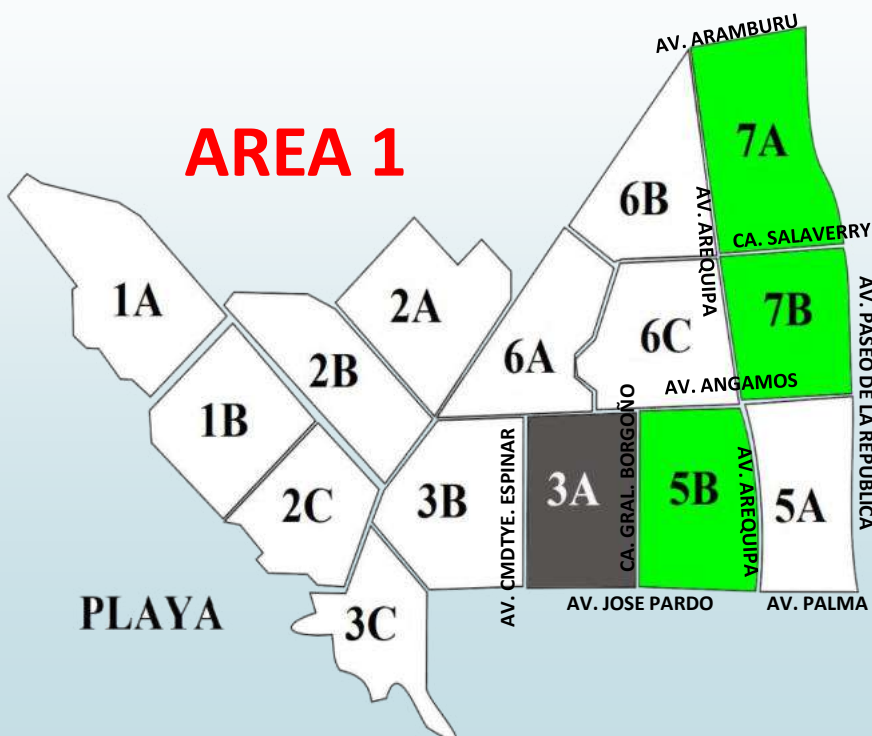 AV. ARAMBURU
AREA 1
7A
6B
AV. AREQUIPA
CA. SALAVERRY
1A
2A
7B
AV. PASEO DE LA REPUBLICA
2B
6A
6C
AV. ANGAMOS
1B
3B
AV. CMDTYE. ESPINAR
3A
CA. GRAL. BORGOÑO
5B
AV. AREQUIPA
5A
2C
PLAYA
3C
AV. JOSE PARDO
AV. PALMA